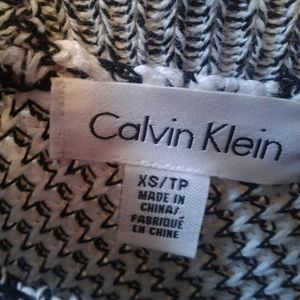 Calvin Klein
XS/TP
MADE IN
CHINA/
FABRIQUÉ
EN CHINE